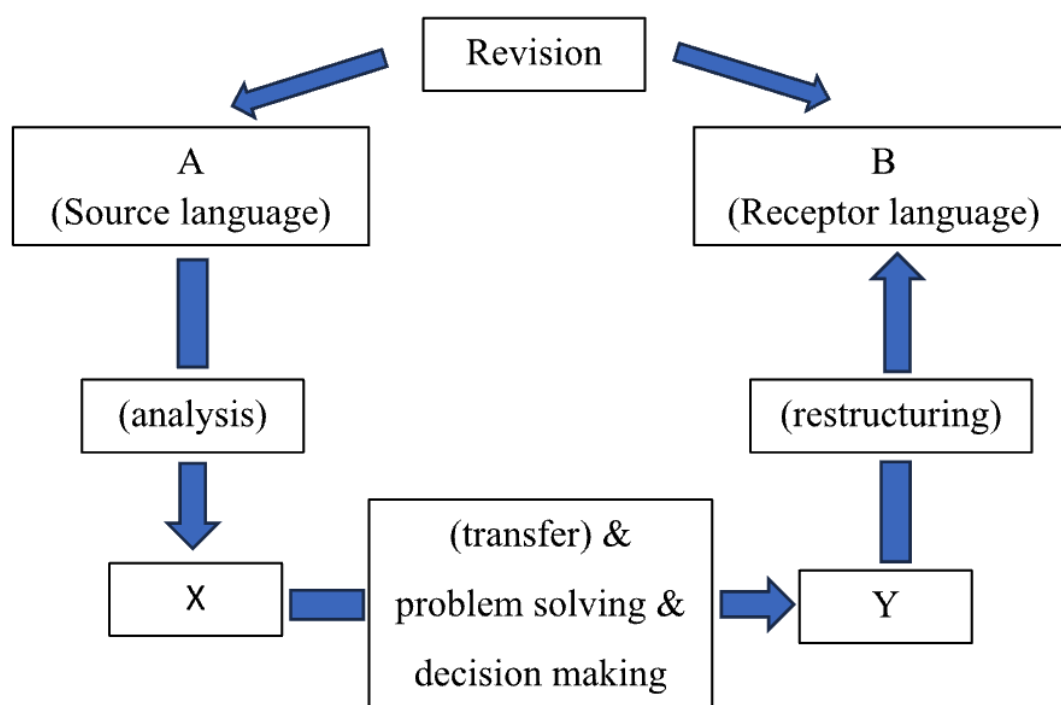 Revision
A
(Source language)
B
(Receptor language)
(analysis)
(restructuring)
X
(transfer) &
problem solving &
decision making
Y